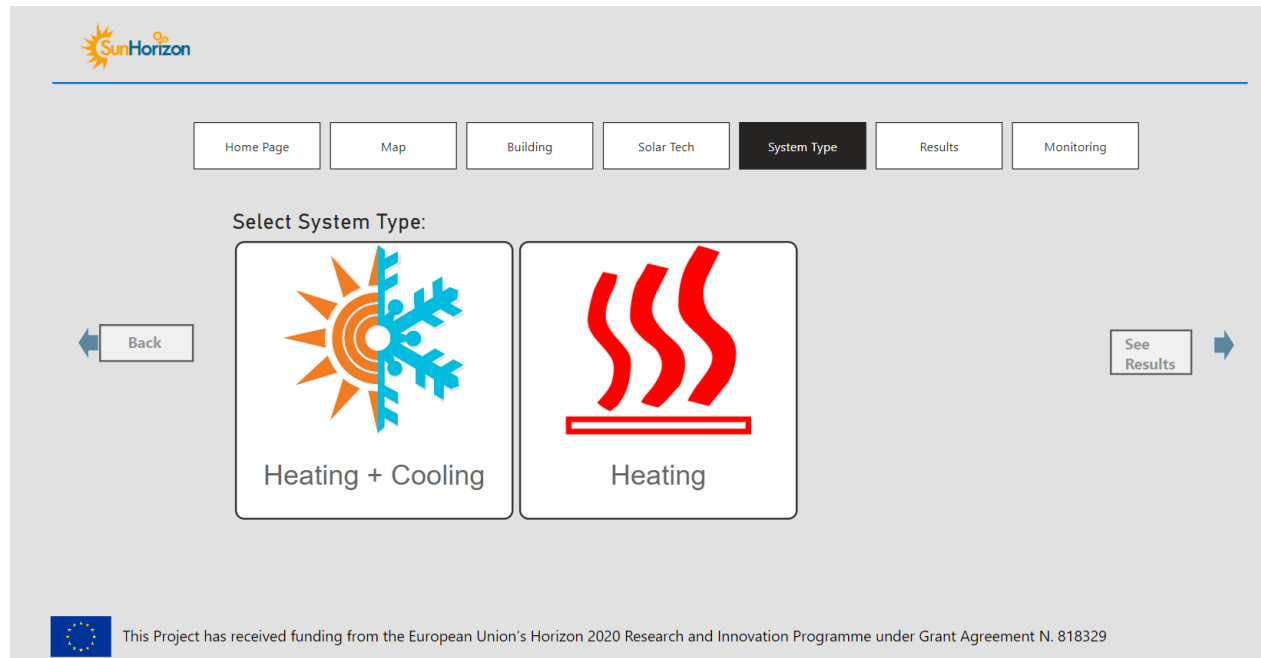 SunHorizon
Home Page
Map
Building
Solar Tech
System Type
Results
Monitoring
Select System Type:
Back
Heating + Cooling
Heating
See
Results
This Project has received funding from the European Union's Horizon 2020 Research and Innovation Programme under Grant Agreement N. 818329